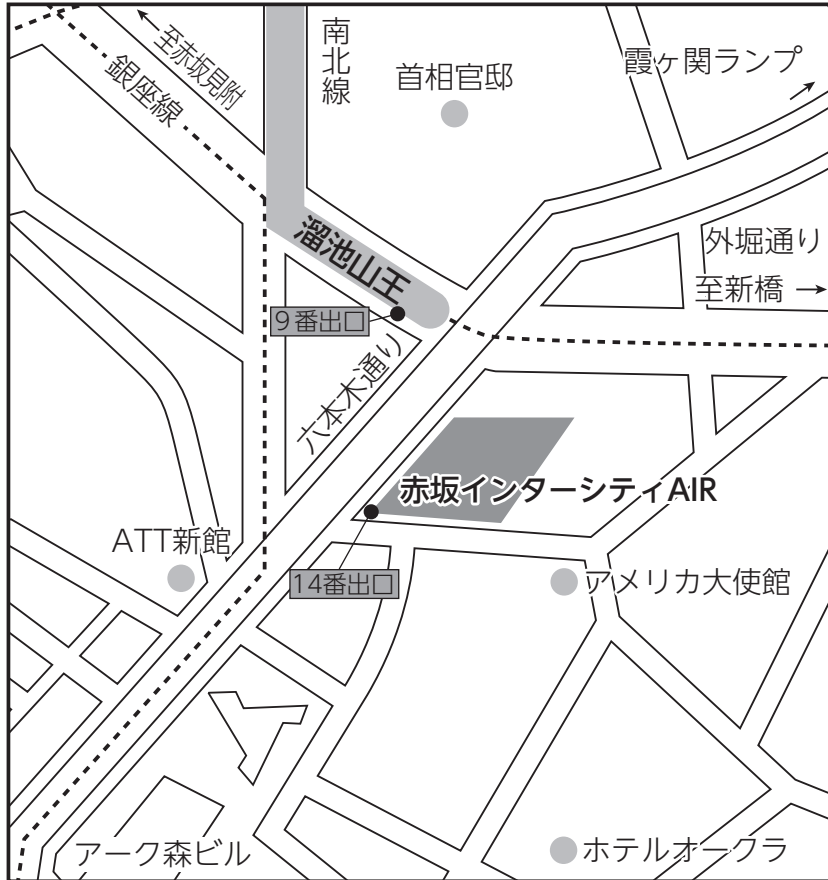 至赤坂見附
銀座線
南北線
首相官邸
霞ヶ関ランプ
溜池山王
外堀通り
至新橋
9番出口
六本木通り
赤坂インターシティAIR
ATT新館
14番出口
アメリカ大使館
アーク森ビル
ホテルオークラ